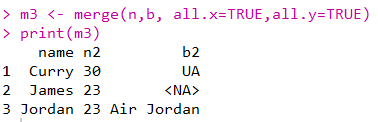 > m3 <- merge(n,b, all.x=TRUE,all.y=TRUE)
> print(m3)
name n2 b2
1 Curry 30 UA
2 James 23 <NA>
3 Jordan 23 Air Jordan